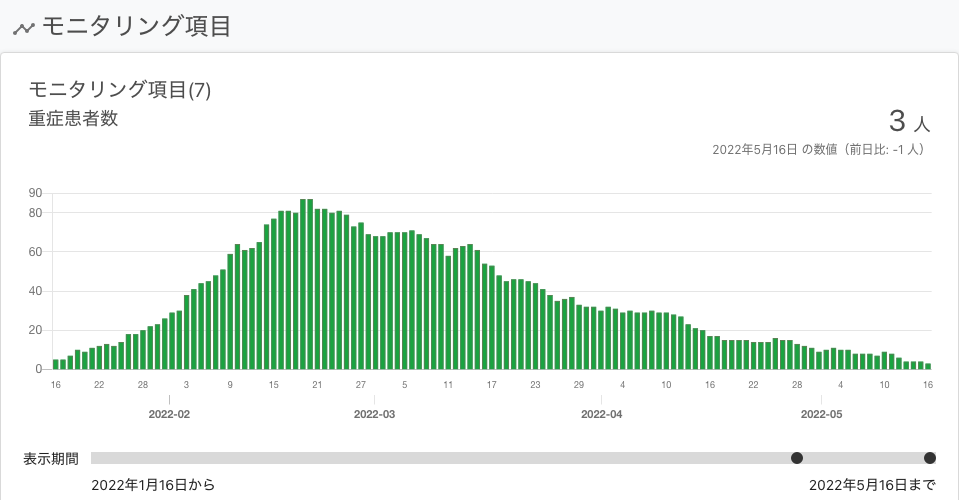 モニタリング項目
モニタリング項目(7)
重症患者数
3 人
2022年5月16日 の数値（前日比: -1 人）
90
80
60
40
20
0
16 22 28 3 9 15 21 27 5 11 17 23 29 4 10 16 22 28 4 10 16
2022-02 2022-03 2022-04 2022-05
表示期間
2022年1月16日から 2022年5月16日まで